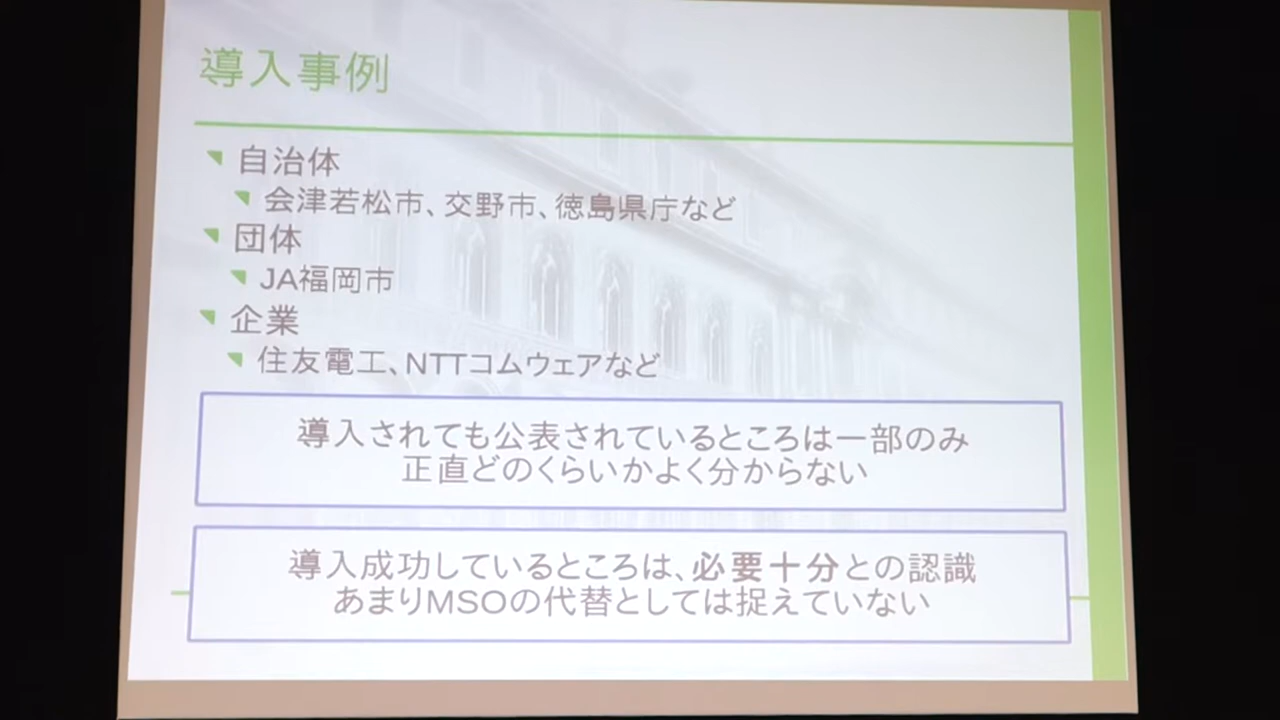 導入事例
自治体
会津若松市、交野市、徳島県庁など
団体
JA福岡市
企業
住友電工、NTTコムウェアなど
導入されても公表されているところは一部のみ
正直どのくらいかよく分からない
導入成功しているところは、必要十分との認識
あまりMSOの代替としては捉えていない